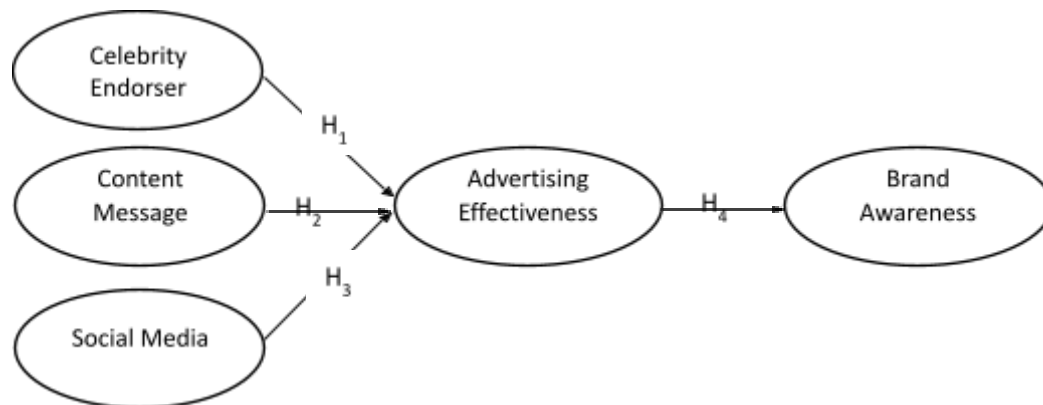 Celebrity
Endorser
H₁
Content
Message
H₂
Advertising
Effectiveness
H₄
Brand
Awareness
H₃
Social Media